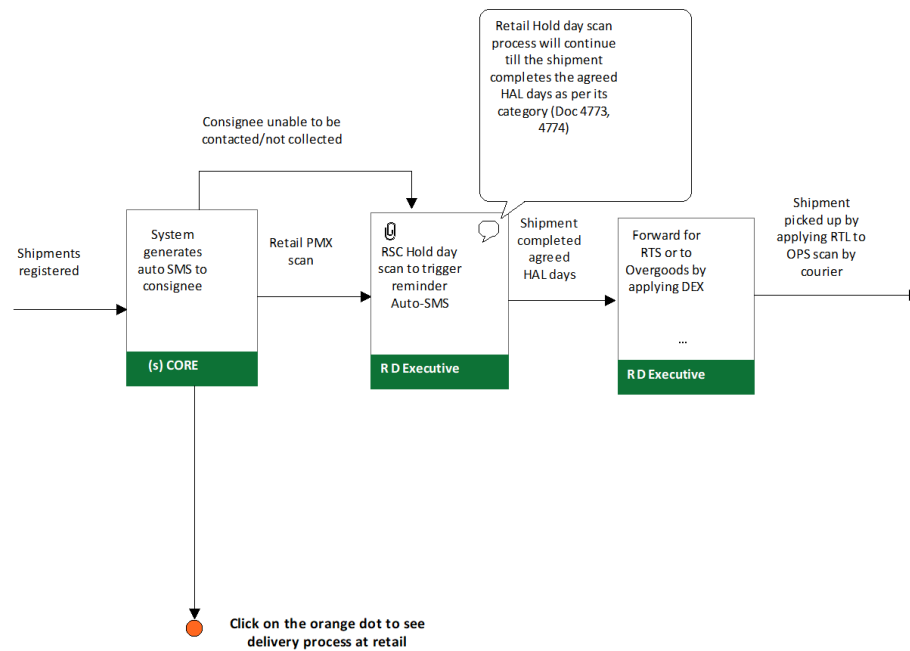 Retail Hold day scan
process will continue
till the shipment
completes the agreed
HAL days as per its
category (Doc 4773,
4774)
Consignee unable to be
contacted/not collected
Shipments
registered
System
generates
auto SMS to
consignee
(s) CORE
Retail PMX
scan
RSC Hold day
scan to trigger
reminder
Auto-SMS
R D Executive
Shipment
completed
agreed
HAL days
Forward for
RTS or to
Overgoods by
applying DEX
...
R D Executive
Shipment
picked up by
applying RTL to
OPS scan by
courier
Click on the orange dot to see
delivery process at retail